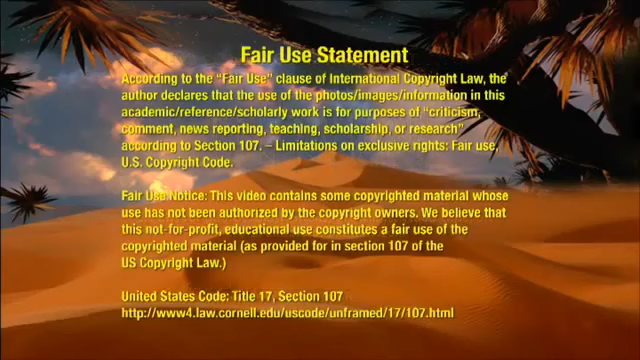 Fair Use Statement
According to the “Fair Use” clause of International Copyright Law, the
author declares that the use of the photos/images/information in this
academic/reference/scholarly work is for purposes of “criticism,
comment, news reporting, teaching, scholarship, or research”
according to Section 107. – Limitations on exclusive rights: Fair use,
U.S. Copyright Code.
Fair Use Notice: This video contains some copyrighted material whose
use has not been authorized by the copyright owners. We believe that
this not-for-profit, educational use constitutes a fair use of the
copyrighted material (as provided for in section 107 of the
US Copyright Law.)
United States Code: Title 17, Section 107
http://www4.law.cornell.edu/uscode/unframed/17/107.html